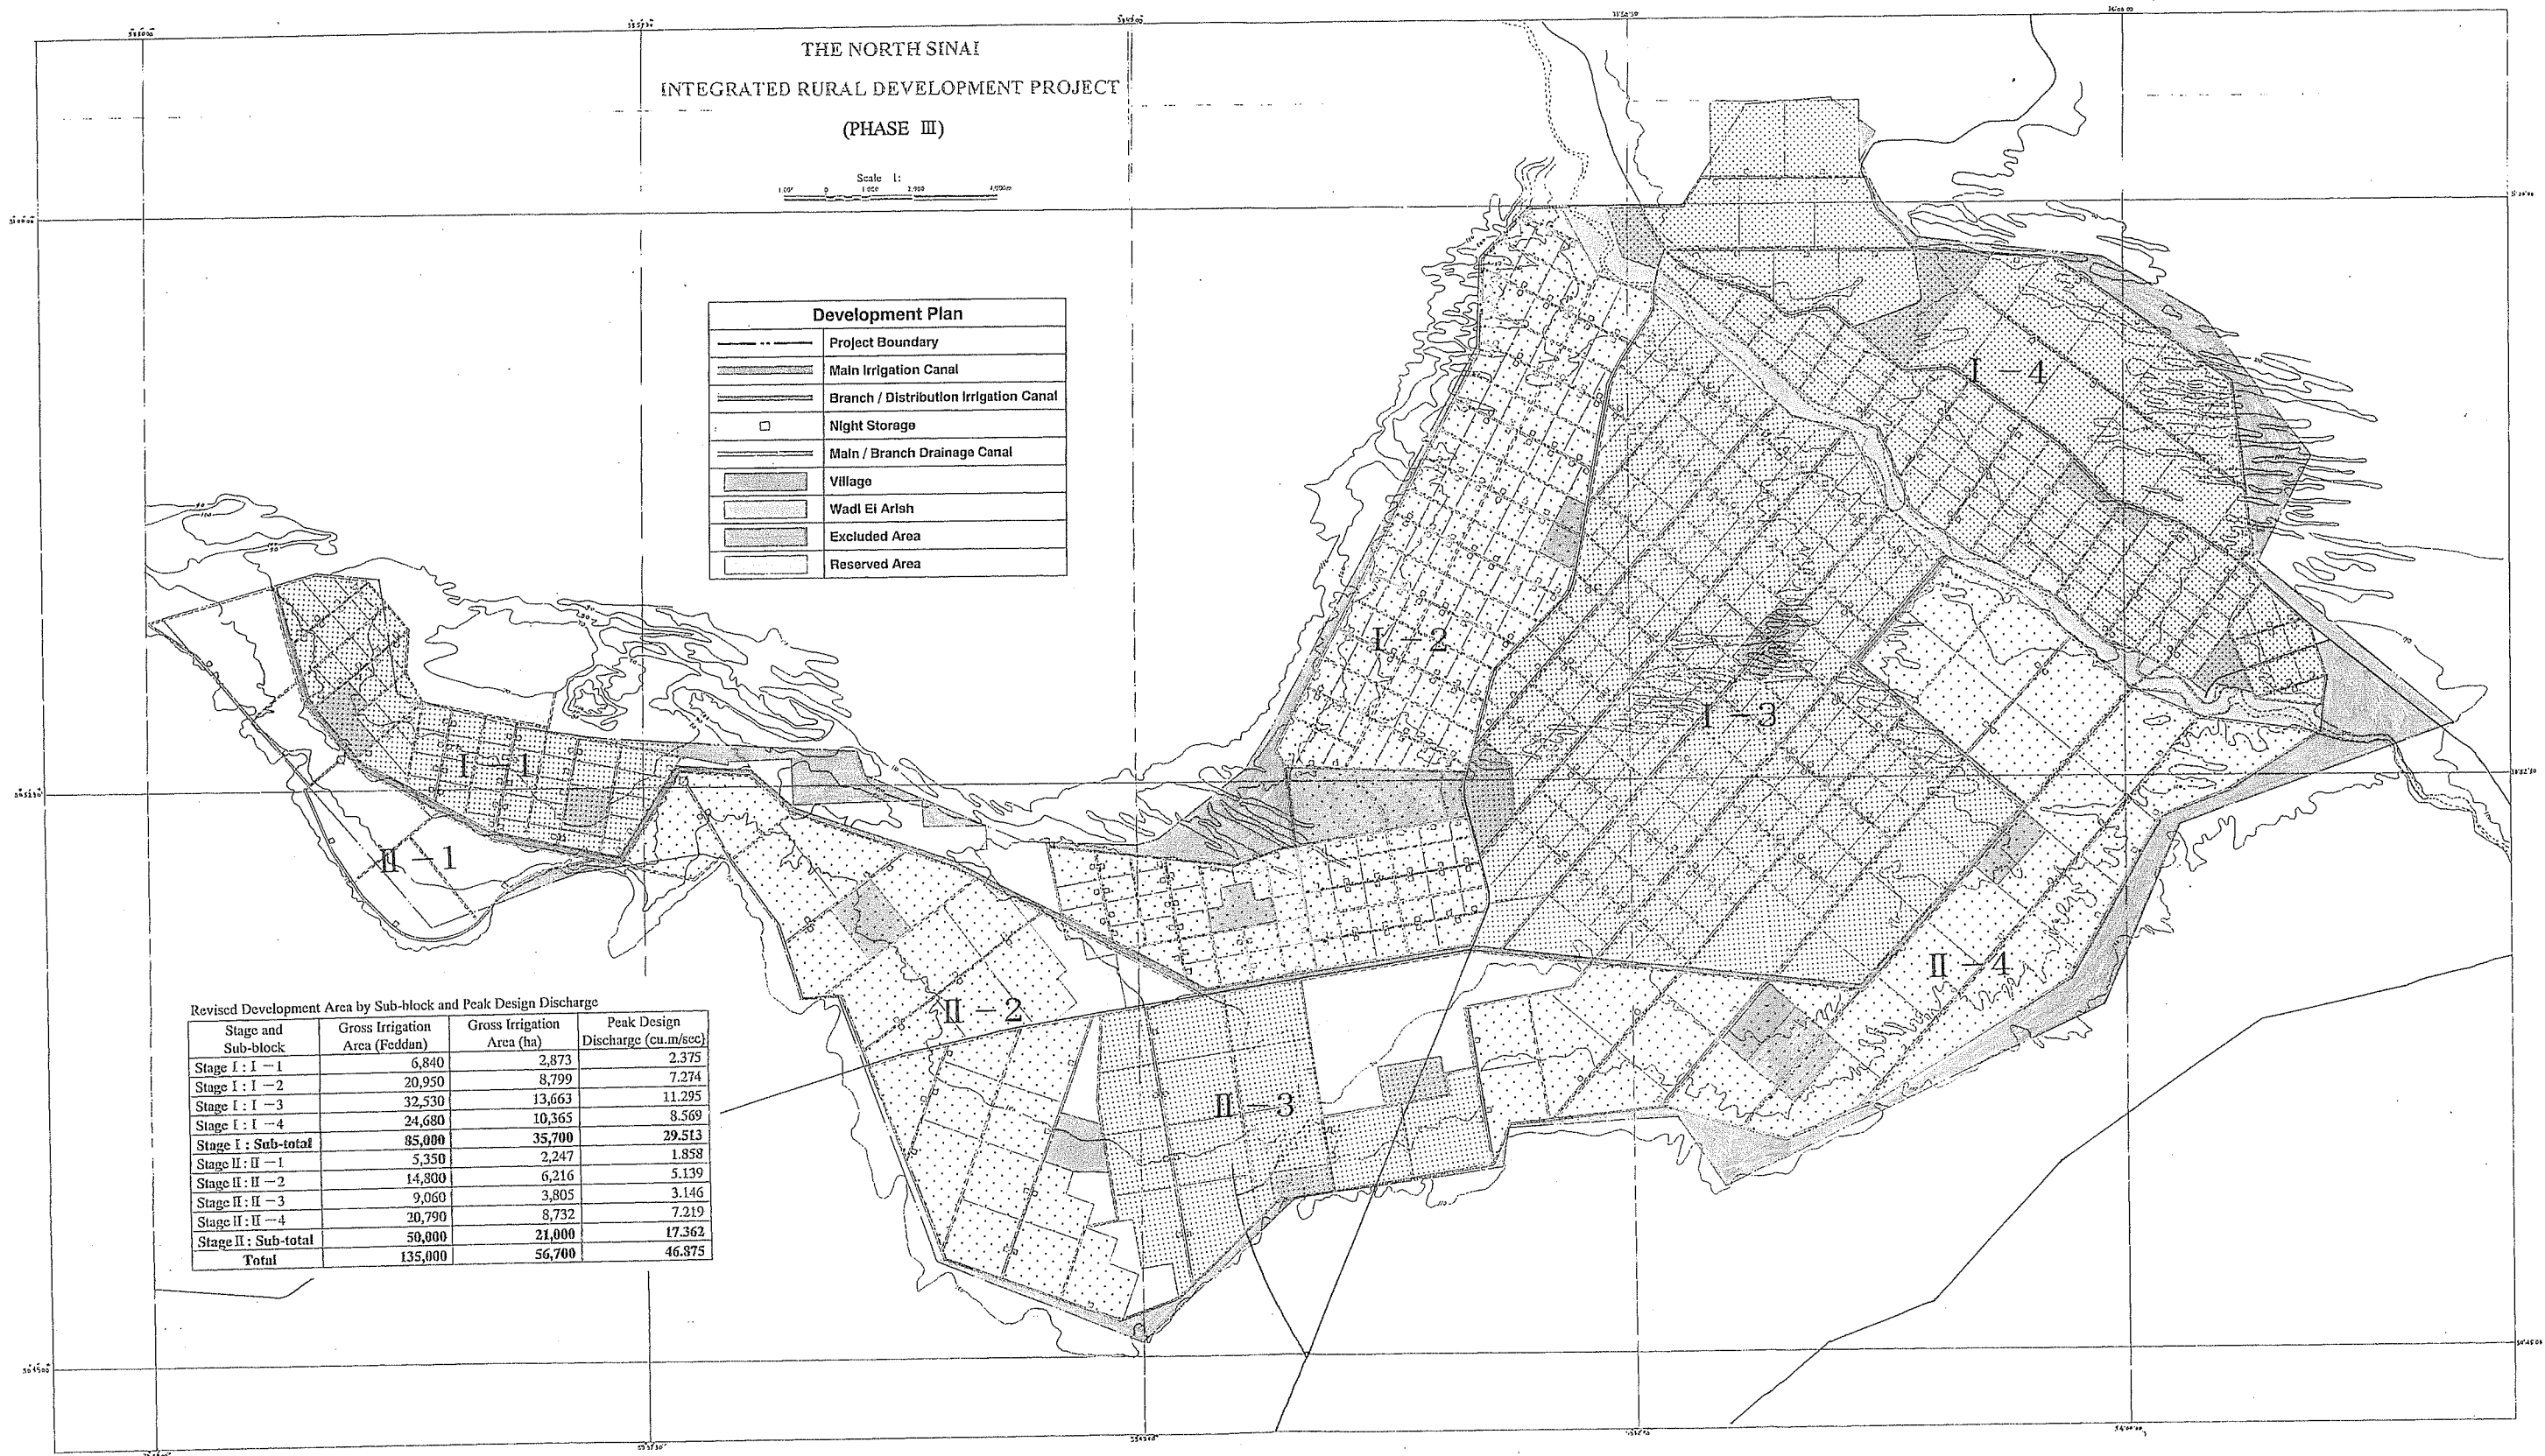 THE NORTH SINAI
INTEGRATED RURAL DEVELOPMENT PROJECT
(PHASE Ⅲ)
Scale 1:
0 1,000 2,000 4,000m
Development Plan
Project Boundary
Main Irrigation Canal
Branch / Distribution Irrigation Canal
Night Storage
Main / Branch Drainage Canal
Village
Wadi El Arish
Excluded Area
Reserved Area
Ⅰ-4
Ⅰ-2
Ⅰ-3
Ⅰ-1
Ⅱ-1
Ⅱ-4
Ⅱ-2
Ⅱ-3
Revised Development Area by Sub-block and Peak Design Discharge
Stage and Sub-block Gross Irrigation Area (Feddan) Gross Irrigation Area (ha) Peak Design Discharge (cu.m/sec)
Stage Ⅰ : Ⅰ-1 6,840 2,873 2.375
Stage Ⅰ : Ⅰ-2 20,950 8,799 7.274
Stage Ⅰ : Ⅰ-3 32,530 13,663 11.295
Stage Ⅰ : Ⅰ-4 24,680 10,365 8.569
Stage Ⅰ : Sub-total 85,000 35,700 29.513
Stage Ⅱ : Ⅱ-1 5,350 2,247 1.858
Stage Ⅱ : Ⅱ-2 14,800 6,216 5.139
Stage Ⅱ : Ⅱ-3 9,060 3,805 3.146
Stage Ⅱ : Ⅱ-4 20,790 8,732 7.219
Stage Ⅱ : Sub-total 50,000 21,000 17.362
Total 135,000 56,700 46.875